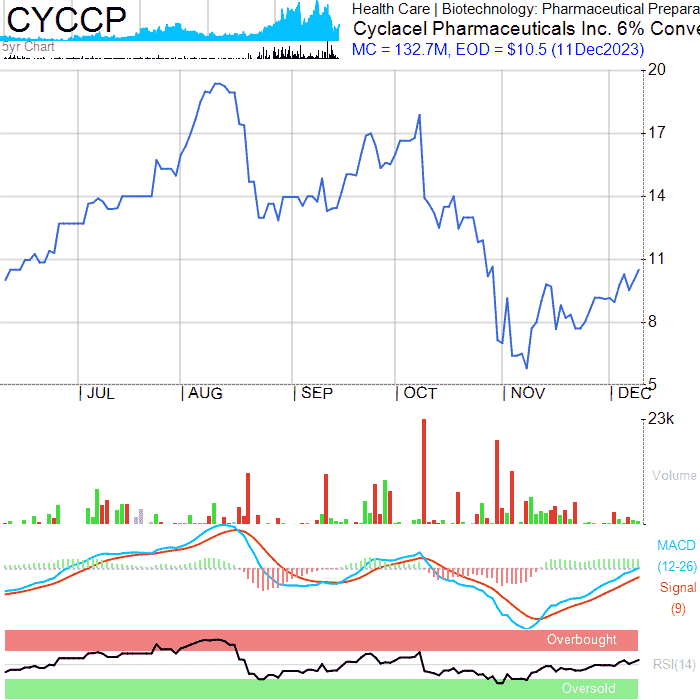 CYCCP
5yr Chart
Health Care | Biotechnology: Pharmaceutical Prepara
Cyclacel Pharmaceuticals Inc. 6% Conve
MC = 132.7M, EOD = $10.5 (11Dec2023)
20
17
14
11
8
5
| JUL | AUG | SEP | OCT | NOV | DEC
23k
Volume
MACD
(12-26)
Signal
(9)
Overbought
RSI(14)
Oversold